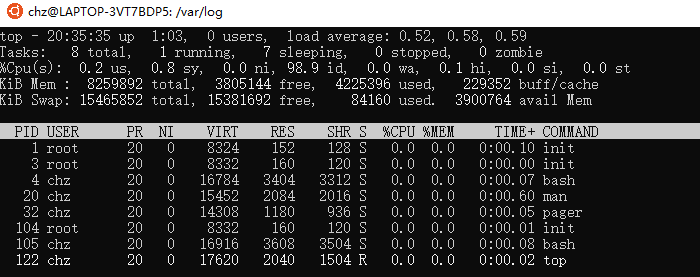 chz@LAPTOP-3VT7BDP5: /var/log
top - 20:35:35 up  1:03,  0 users,  load average: 0.52, 0.58, 0.59
Tasks:   8 total,   1 running,   7 sleeping,   0 stopped,   0 zombie
%Cpu(s):  0.2 us,  0.8 sy,  0.0 ni, 98.9 id,  0.0 wa,  0.1 hi,  0.0 si,  0.0 st
KiB Mem :  8259892 total,  3805144 free,  4225396 used,   229352 buff/cache
KiB Swap: 15465852 total, 15381692 free,    84160 used.  3900764 avail Mem
PID USER      PR  NI    VIRT    RES    SHR S  %CPU %MEM     TIME+ COMMAND
1 root      20   0    8324    152    128 S   0.0  0.0   0:00.10 init
3 root      20   0    8332    160    120 S   0.0  0.0   0:00.00 init
4 chz       20   0   16784   3404   3312 S   0.0  0.0   0:00.07 bash
20 chz       20   0   15452   2084   2016 S   0.0  0.0   0:00.60 man
32 chz       20   0   14308   1180    936 S   0.0  0.0   0:00.05 pager
104 root      20   0    8332    160    120 S   0.0  0.0   0:00.01 init
105 chz       20   0   16916   3608   3504 S   0.0  0.0   0:00.08 bash
122 chz       20   0   17620   2040   1504 R   0.0  0.0   0:00.02 top